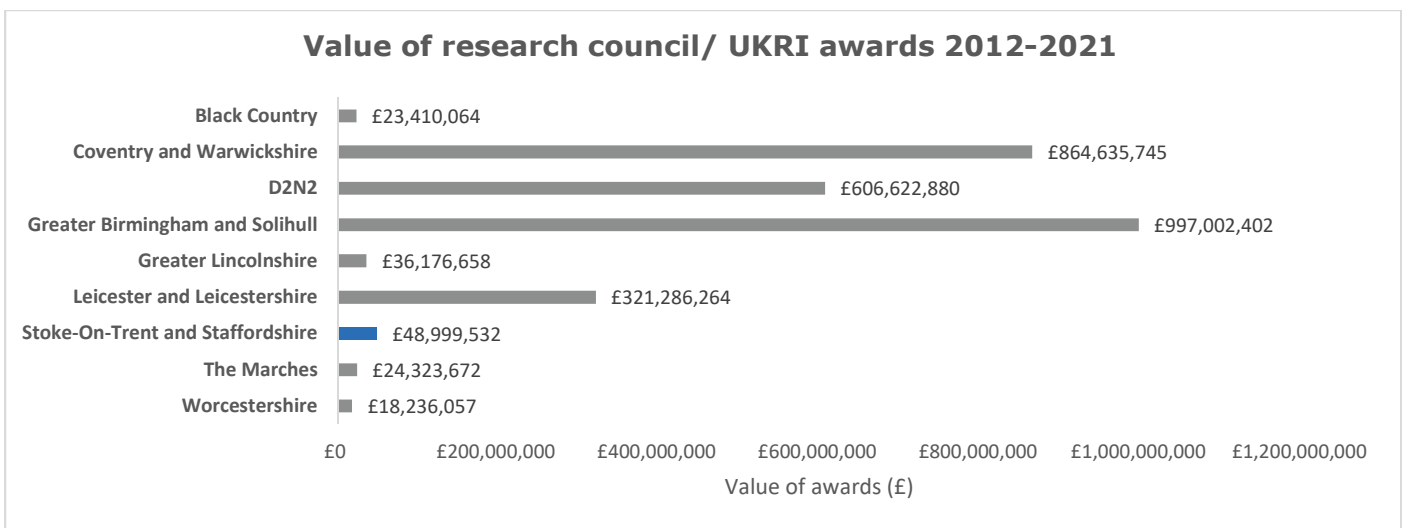 Value of research council/ UKRI awards 2012-2021
Black Country £23,410,064
Coventry and Warwickshire £864,635,745
D2N2 £606,622,880
Greater Birmingham and Solihull £997,002,402
Greater Lincolnshire £36,176,658
Leicester and Leicestershire £321,286,264
Stoke-On-Trent and Staffordshire £48,999,532
The Marches £24,323,672
Worcestershire £18,236,057
£0 £200,000,000 £400,000,000 £600,000,000 £800,000,000 £1,000,000,000 £1,200,000,000
Value of awards (£)